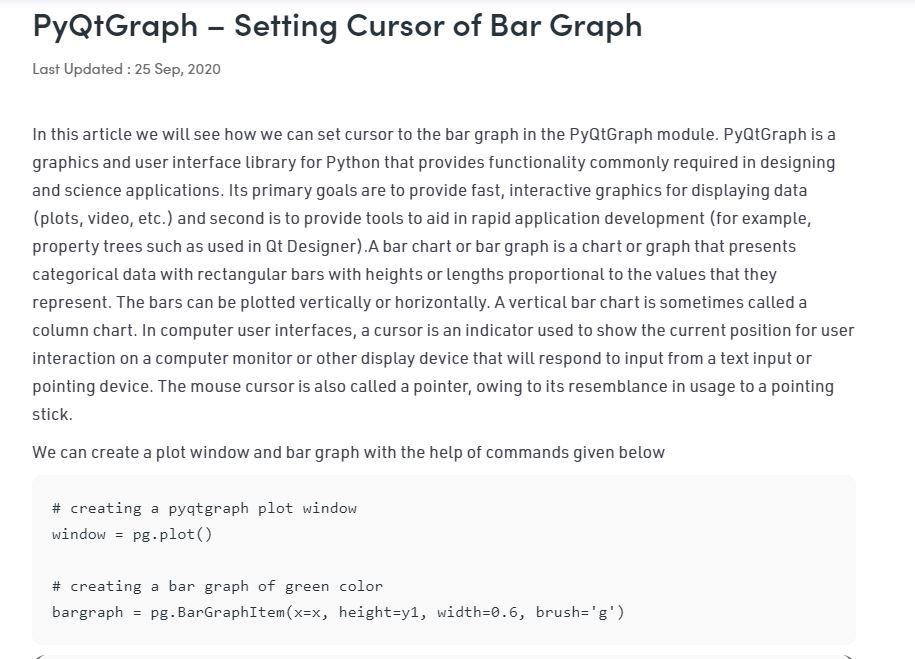 PyQtGraph – Setting Cursor of Bar Graph
Last Updated : 25 Sep, 2020
In this article we will see how we can set cursor to the bar graph in the PyQtGraph module. PyQtGraph is a
graphics and user interface library for Python that provides functionality commonly required in designing
and science applications. Its primary goals are to provide fast, interactive graphics for displaying data
(plots, video, etc.) and second is to provide tools to aid in rapid application development (for example,
property trees such as used in Qt Designer).A bar chart or bar graph is a chart or graph that presents
categorical data with rectangular bars with heights or lengths proportional to the values that they
represent. The bars can be plotted vertically or horizontally. A vertical bar chart is sometimes called a
column chart. In computer user interfaces, a cursor is an indicator used to show the current position for user
interaction on a computer monitor or other display device that will respond to input from a text input or
pointing device. The mouse cursor is also called a pointer, owing to its resemblance in usage to a pointing
stick.
We can create a plot window and bar graph with the help of commands given below
# creating a pyqtgraph plot window
window = pg.plot()
# creating a bar graph of green color
bargraph = pg.BarGraphItem(x=x, height=y1, width=0.6, brush='g')